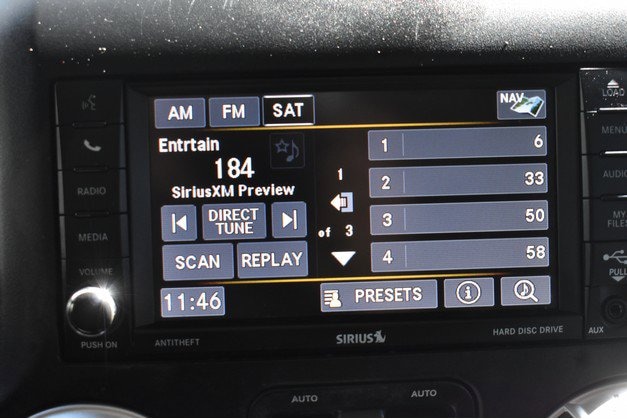 AM FM SAT NAV
Entrtain
184
SiriusXM Preview
DIRECT
TUNE
SCAN REPLAY
11:46
1
of 3
1 6
2 33
3 50
4 58
PRESETS
RADIO
MEDIA
VOLUME
PUSH ON
ANTITHEFT
SIRIUS
HARD DISC DRIVE
LOAD
MENU
AUDIO
MY
FILES
PULL
AUX
AUTO
AUTO